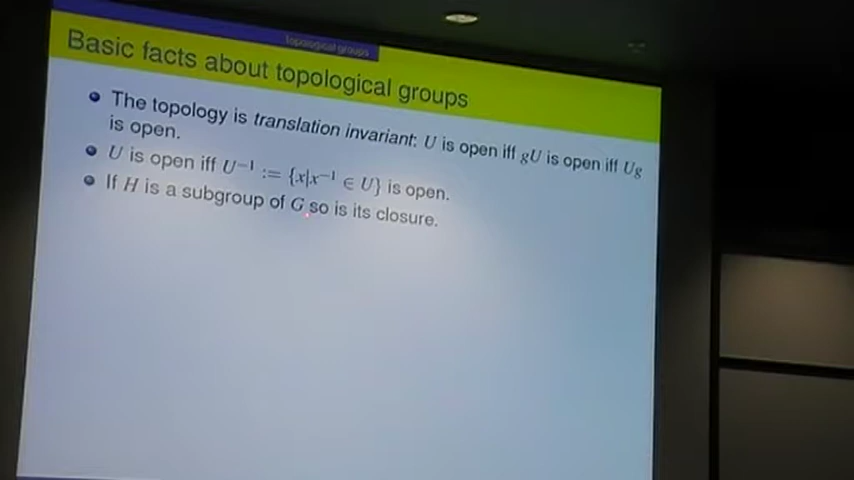 Topological groups
Basic facts about topological groups
The topology is translation invariant: U is open iff gU is open iff Ug
is open.
U is open iff U⁻¹ := {x|x⁻¹ ∈ U} is open.
If H is a subgroup of G so is its closure.